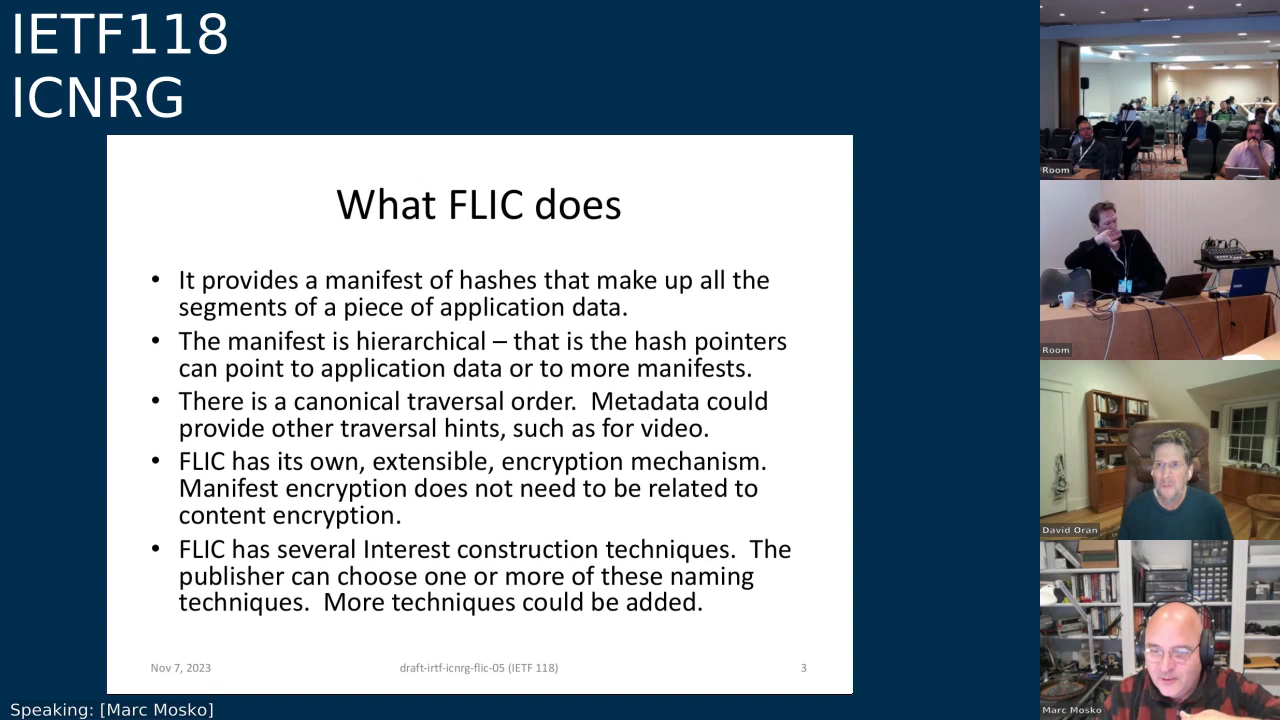 IETF118
ICNRG
What FLIC does
• It provides a manifest of hashes that make up all the
segments of a piece of application data.
• The manifest is hierarchical – that is the hash pointers
can point to application data or to more manifests.
• There is a canonical traversal order.  Metadata could
provide other traversal hints, such as for video.
• FLIC has its own, extensible, encryption mechanism.
Manifest encryption does not need to be related to
content encryption.
• FLIC has several Interest construction techniques.  The
publisher can choose one or more of these naming
techniques.  More techniques could be added.
Nov 7, 2023
draft-irtf-icnrg-flic-05 (IETF 118)
3
Room
Room
David Oran
Marc Mosko
Speaking: [Marc Mosko]